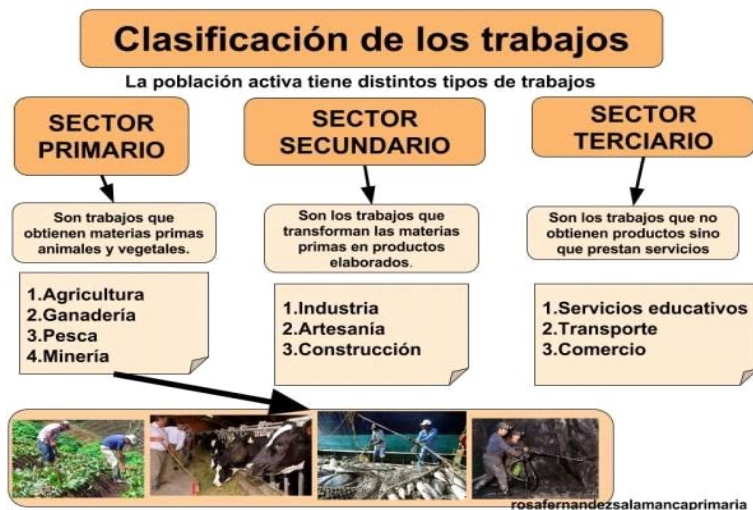 Clasificación de los trabajos
La población activa tiene distintos tipos de trabajos
SECTOR
PRIMARIO
Son trabajos que
obtienen materias primas
animales y vegetales.
1.Agricultura
2.Ganadería
3.Pesca
4.Minería
SECTOR
SECUNDARIO
Son los trabajos que
transforman las materias
primas en productos
elaborados.
1.Industria
2.Artesanía
3.Construcción
SECTOR
TERCIARIO
Son los trabajos que no
obtienen productos sino
que prestan servicios
1.Servicios educativos
2.Transporte
3.Comercio
rosafernandezsalamancaprimaria